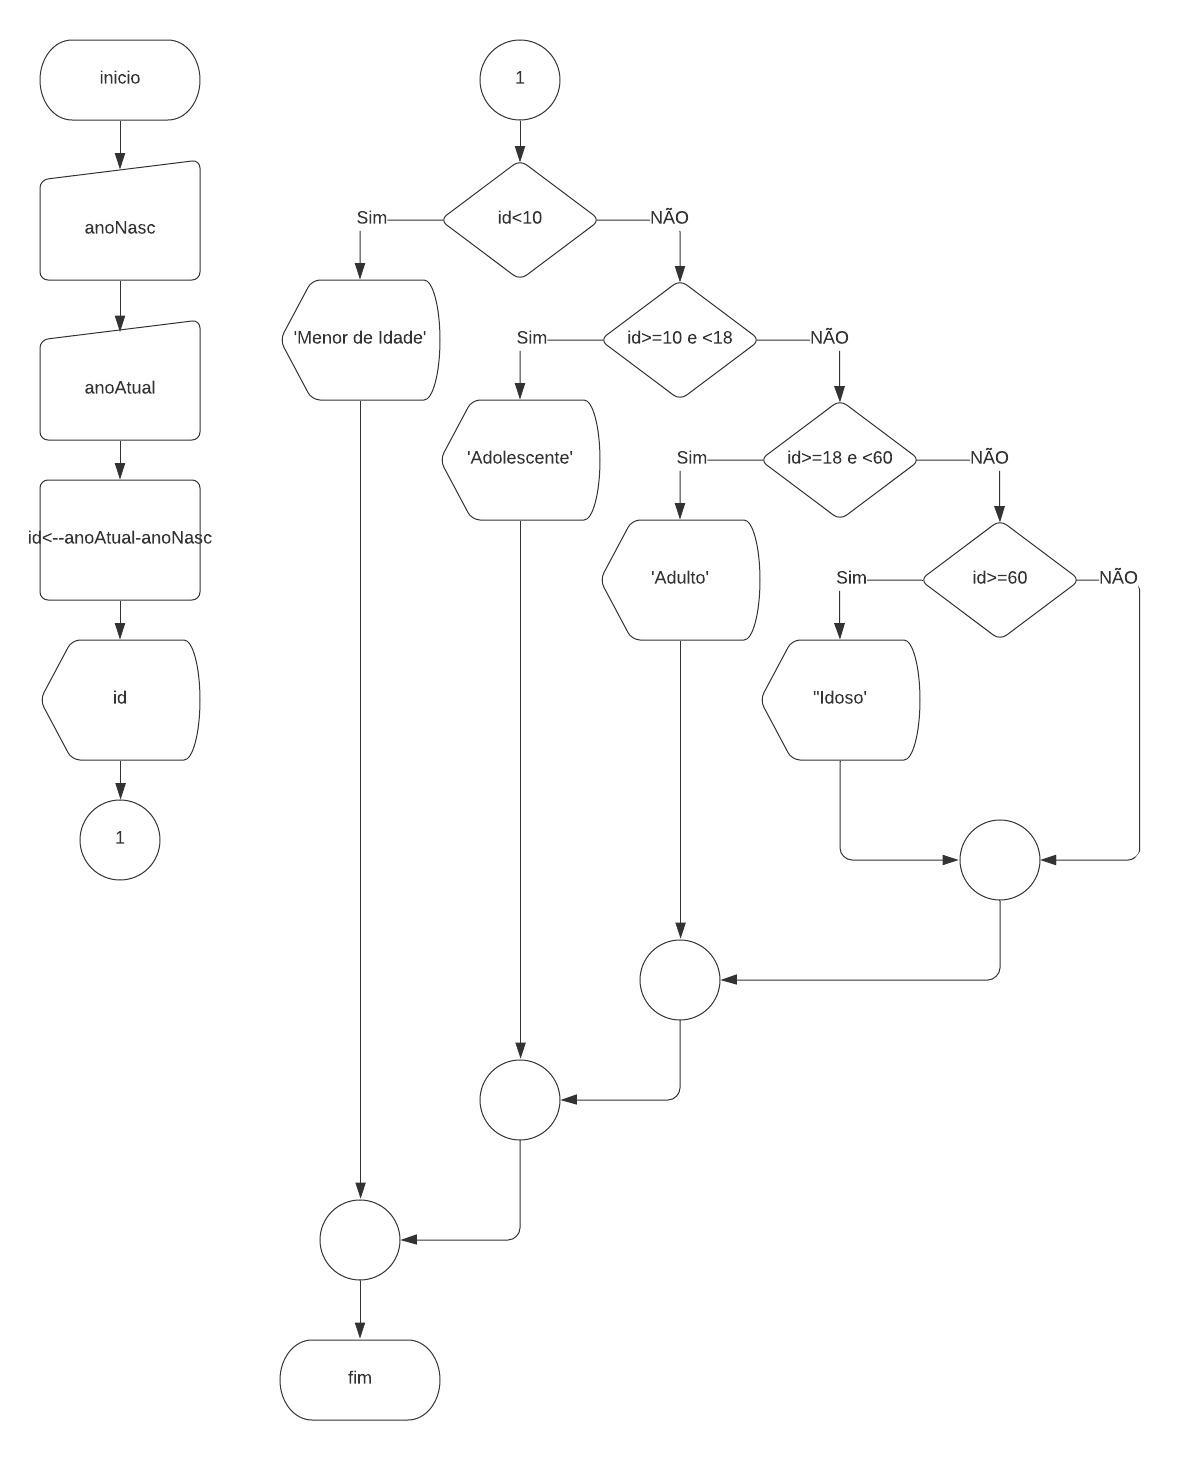 inicio
anoNasc
anoAtual
id<--anoAtual-anoNasc
id
1
1
id<10
Sim
NÃO
'Menor de Idade'
id>=10 e <18
Sim
NÃO
'Adolescente'
id>=18 e <60
Sim
NÃO
'Adulto'
id>=60
Sim
NÃO
"Idoso'
fim